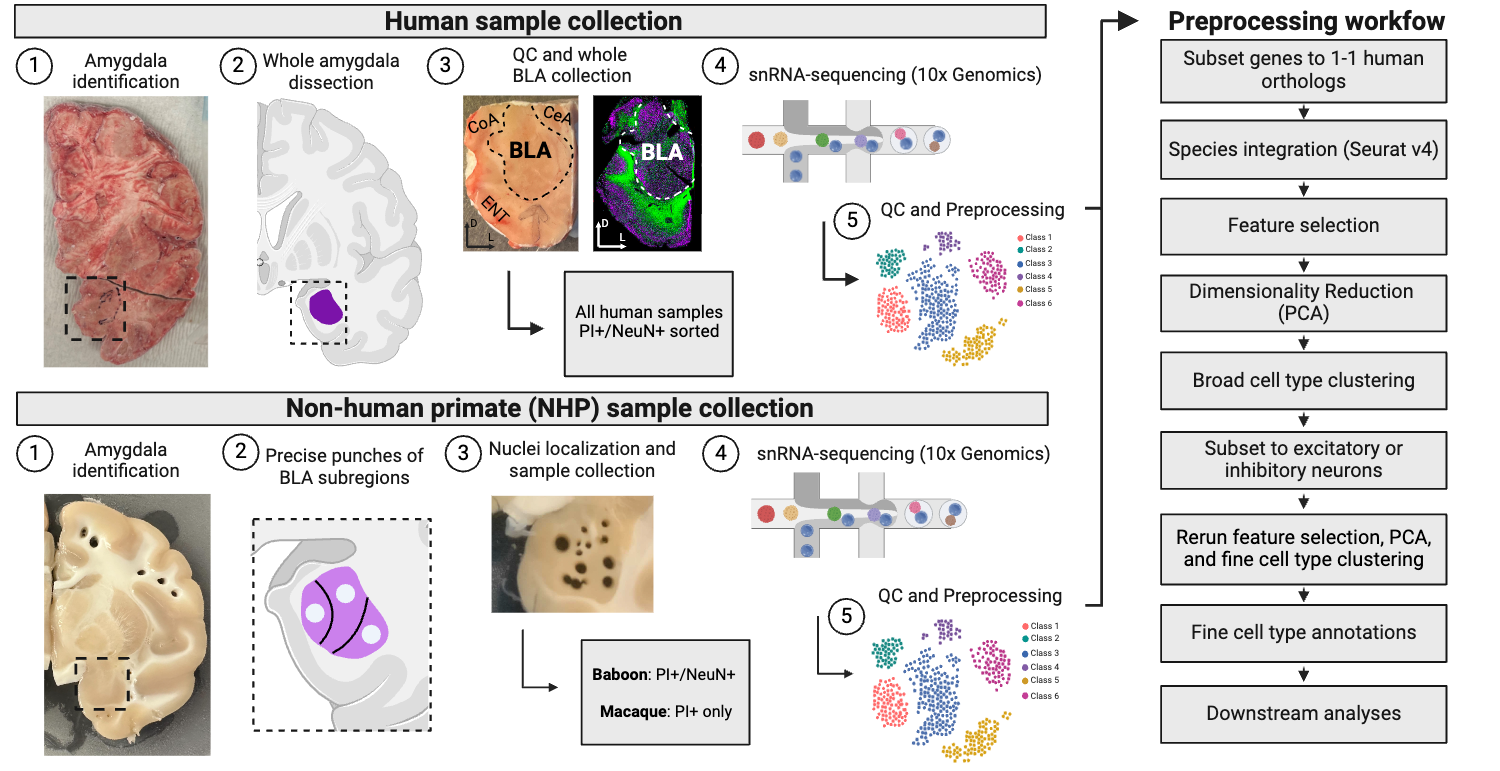 Human sample collection
1
Amygdala
identification
2
Whole amygdala
dissection
3
QC and whole
BLA collection
CoA
CeA
BLA
ENT
D
L
BLA
D
L
All human samples
PI+/NeuN+ sorted
4
snRNA-sequencing (10x Genomics)
5
QC and Preprocessing
Class 1
Class 2
Class 3
Class 4
Class 5
Class 6
Non-human primate (NHP) sample collection
1
Amygdala
identification
2
Precise punches of
BLA subregions
3
Nuclei localization and
sample collection
Baboon: PI+/NeuN+
Macaque: PI+ only
4
snRNA-sequencing (10x Genomics)
5
QC and Preprocessing
Class 1
Class 2
Class 3
Class 4
Class 5
Class 6
Preprocessing workfow
Subset genes to 1-1 human
orthologs
Species integration (Seurat v4)
Feature selection
Dimensionality Reduction
(PCA)
Broad cell type clustering
Subset to excitatory or
inhibitory neurons
Rerun feature selection, PCA,
and fine cell type clustering
Fine cell type annotations
Downstream analyses